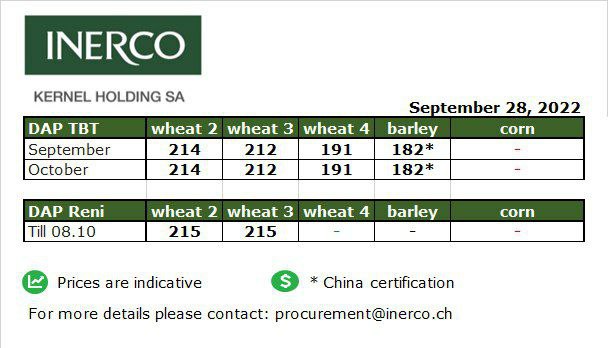 INERCO
KERNEL HOLDING SA
September 28, 2022
DAP TBT wheat 2 wheat 3 wheat 4 barley corn
September 214 212 191 182* -
October 214 212 191 182* -
DAP Reni wheat 2 wheat 3 wheat 4 barley corn
Till 08.10 215 215 - - -
Prices are indicative $ * China certification
For more details please contact: procurement@inerco.ch